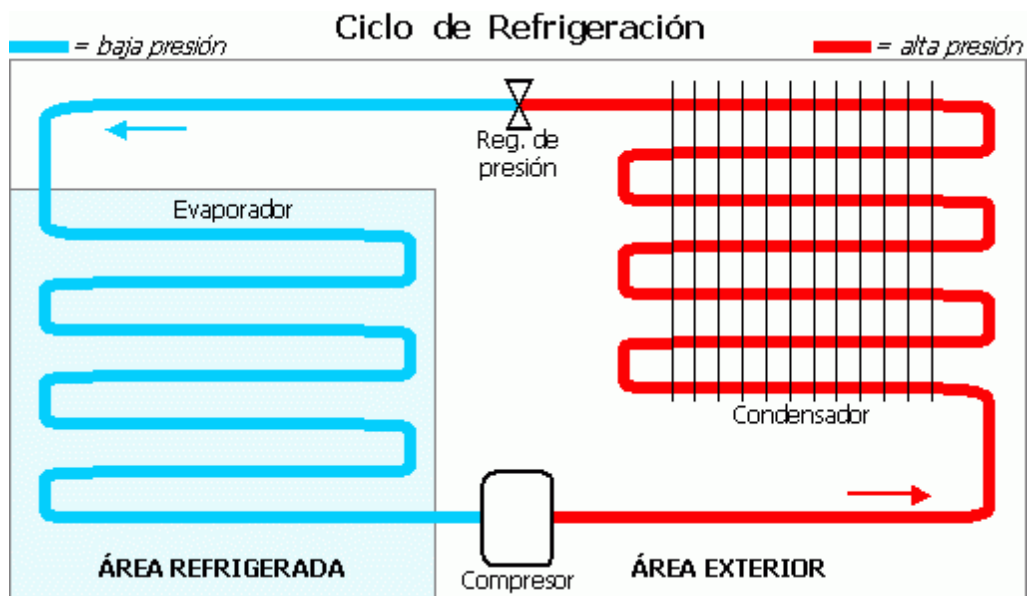 Ciclo de Refrigeración
= baja presión
= alta presión
Reg. de
presión
Evaporador
Condensador
ÁREA REFRIGERADA
Compresor
ÁREA EXTERIOR